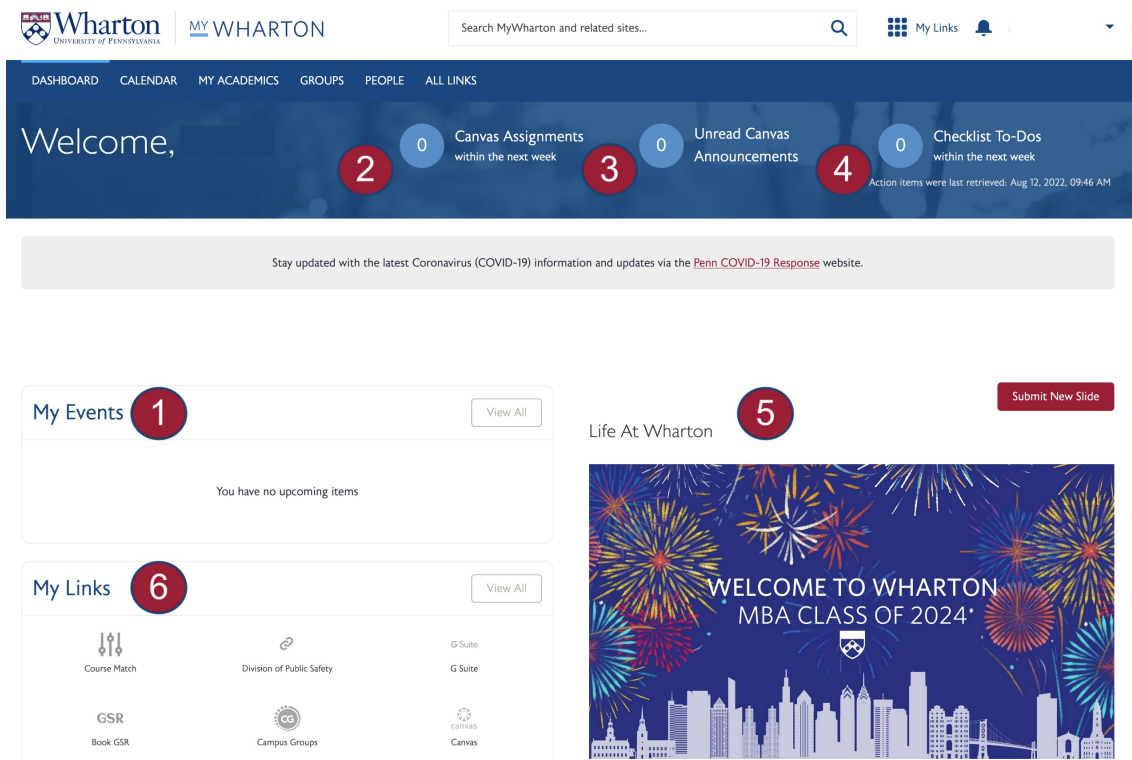 Wharton
UNIVERSITY of PENNSYLVANIA
MY WHARTON
Search MyWharton and related sites...
My Links
DASHBOARD CALENDAR MY ACADEMICS GROUPS PEOPLE ALL LINKS
Welcome,
2
0
Canvas Assignments
within the next week
3
0
Unread Canvas
Announcements
4
0
Checklist To-Dos
within the next week
Action items were last retrieved: Aug 12, 2022, 09:46 AM
Stay updated with the latest Coronavirus (COVID-19) information and updates via the Penn COVID-19 Response website.
My Events
1
View All
You have no upcoming items
My Links
6
View All
Course Match
Division of Public Safety
G Suite
G Suite
GSR
Book GSR
CG
Campus Groups
canvas
Canvas
5
Submit New Slide
Life At Wharton
WELCOME TO WHARTON
MBA CLASS OF 2024